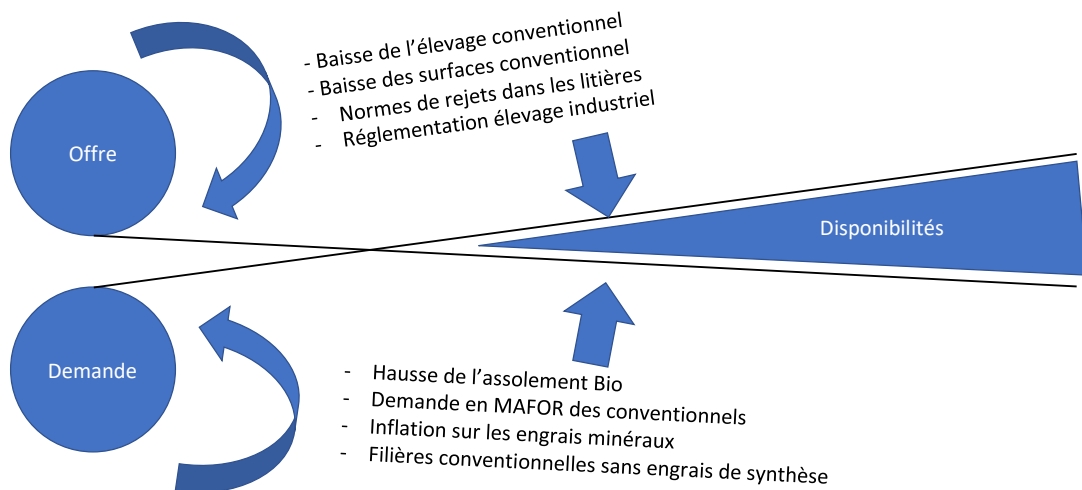 - Baisse de l'élevage conventionnel
- Baisse des surfaces conventionnel
- Normes de rejets dans les litières
- Réglementation élevage industriel
Offre
Disponibilités
Demande
- Hausse de l'assolement Bio
- Demande en MAFOR des conventionnels
- Inflation sur les engrais minéraux
- Filières conventionnelles sans engrais de synthèse